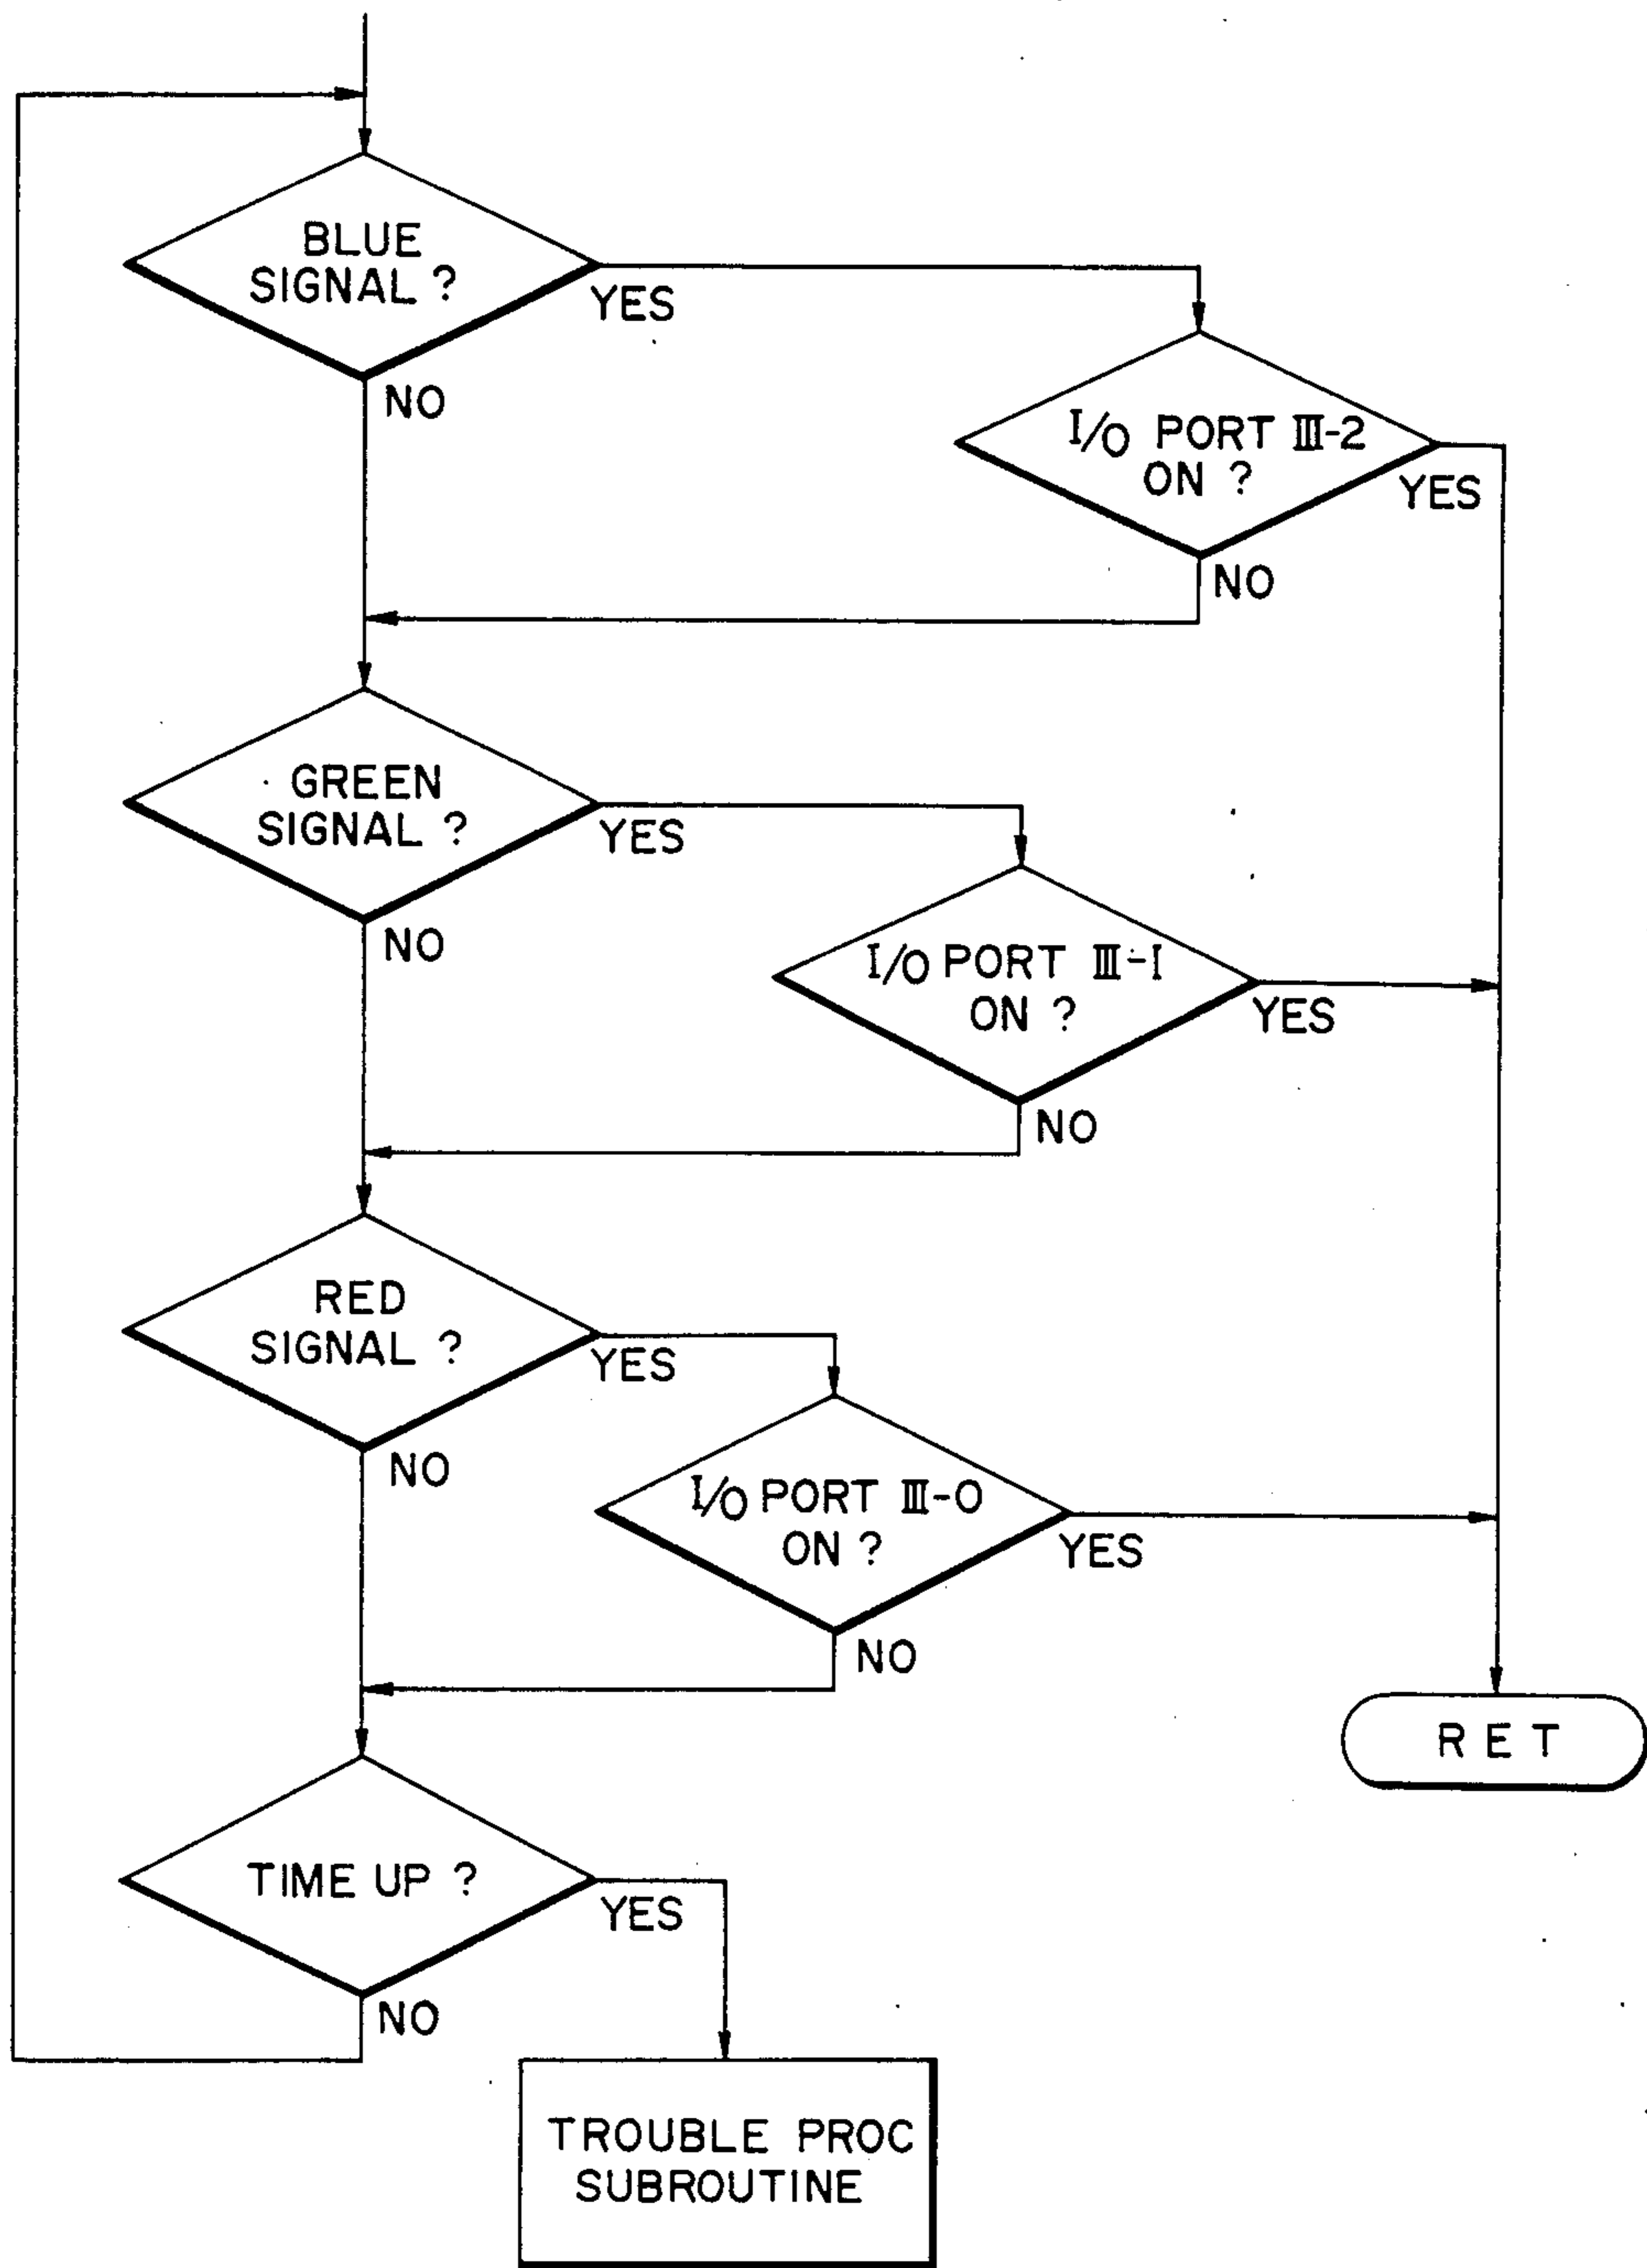 BLUE
SIGNAL ?
YES
NO
I/O PORT III-2
ON ?
YES
NO
GREEN
SIGNAL ?
YES
NO
I/O PORT III-1
ON ?
YES
NO
RED
SIGNAL ?
YES
NO
I/O PORT III-0
ON ?
YES
NO
RET
TIME UP ?
YES
NO
TROUBLE PROC
SUBROUTINE